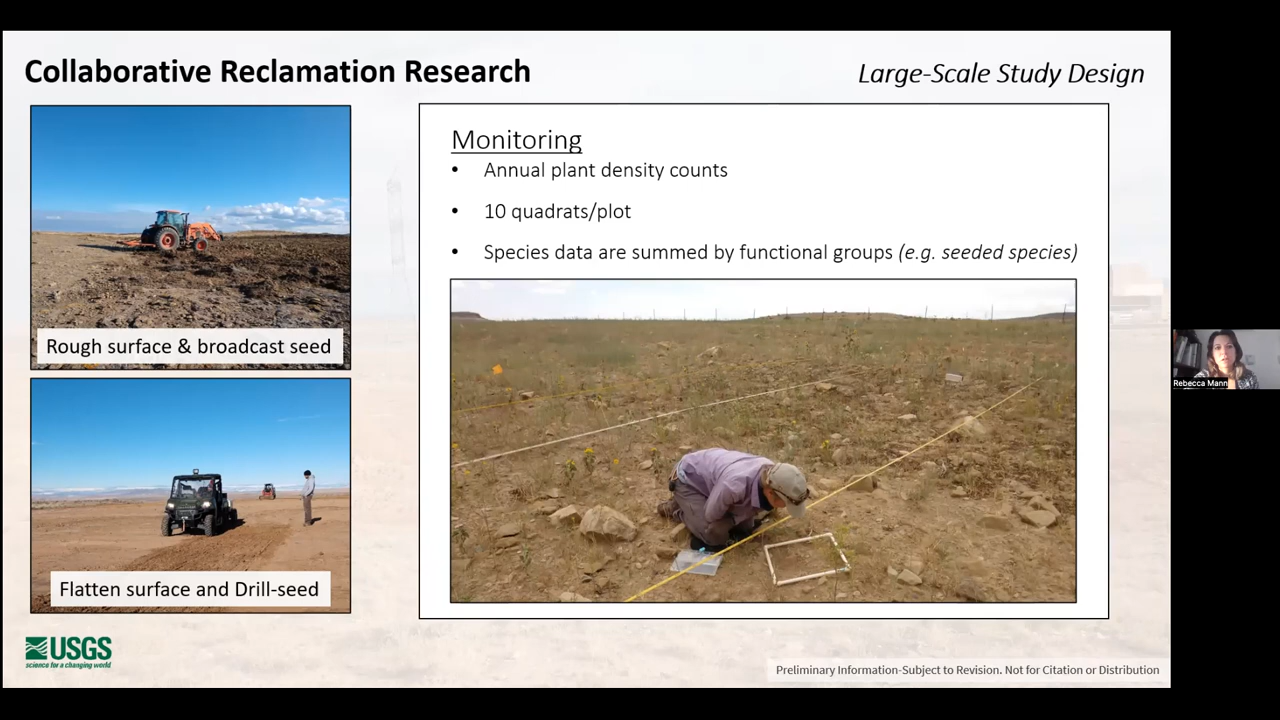 Collaborative Reclamation Research
Large-Scale Study Design
Rough surface & broadcast seed
Flatten surface and Drill-seed
Monitoring
• Annual plant density counts
• 10 quadrats/plot
• Species data are summed by functional groups (e.g. seeded species)
USGS
science for a changing world
Preliminary Information-Subject to Revision. Not for Citation or Distribution
Rebecca Mann